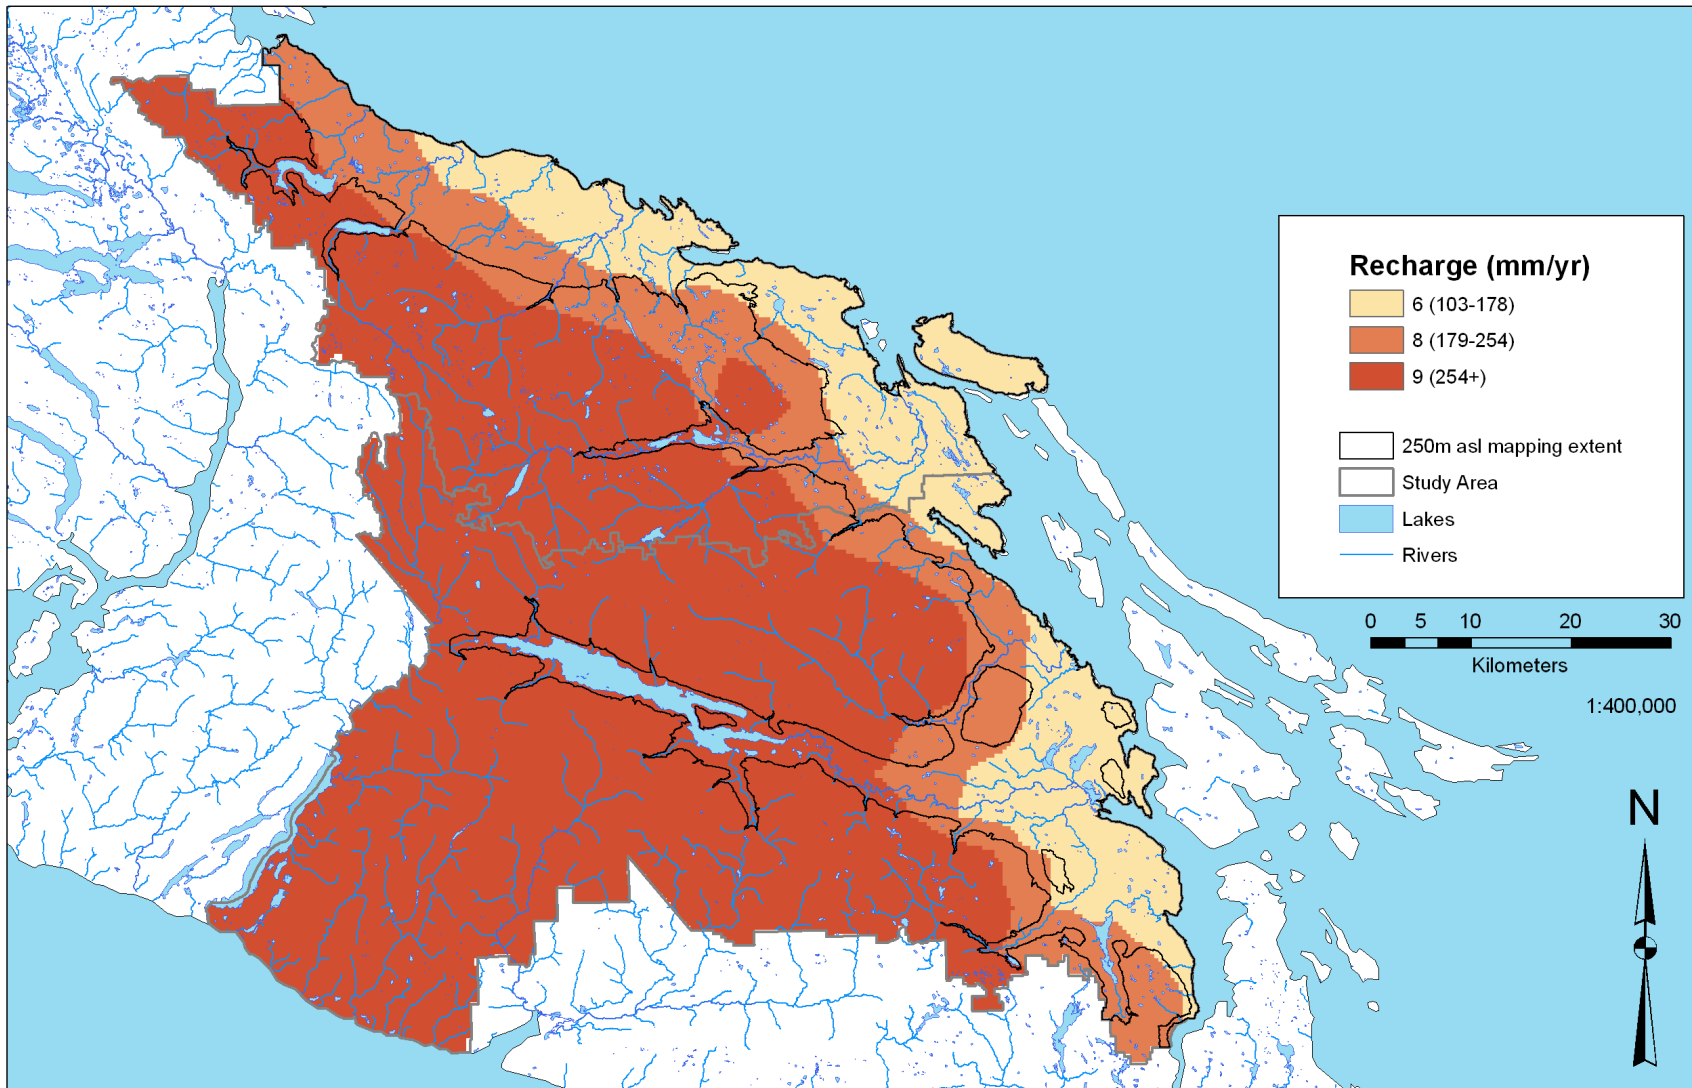 Recharge (mm/yr)
6 (103-178)
8 (179-254)
9 (254+)
250m asl mapping extent
Study Area
Lakes
Rivers
0 5 10 20 30
Kilometers
1:400,000
N